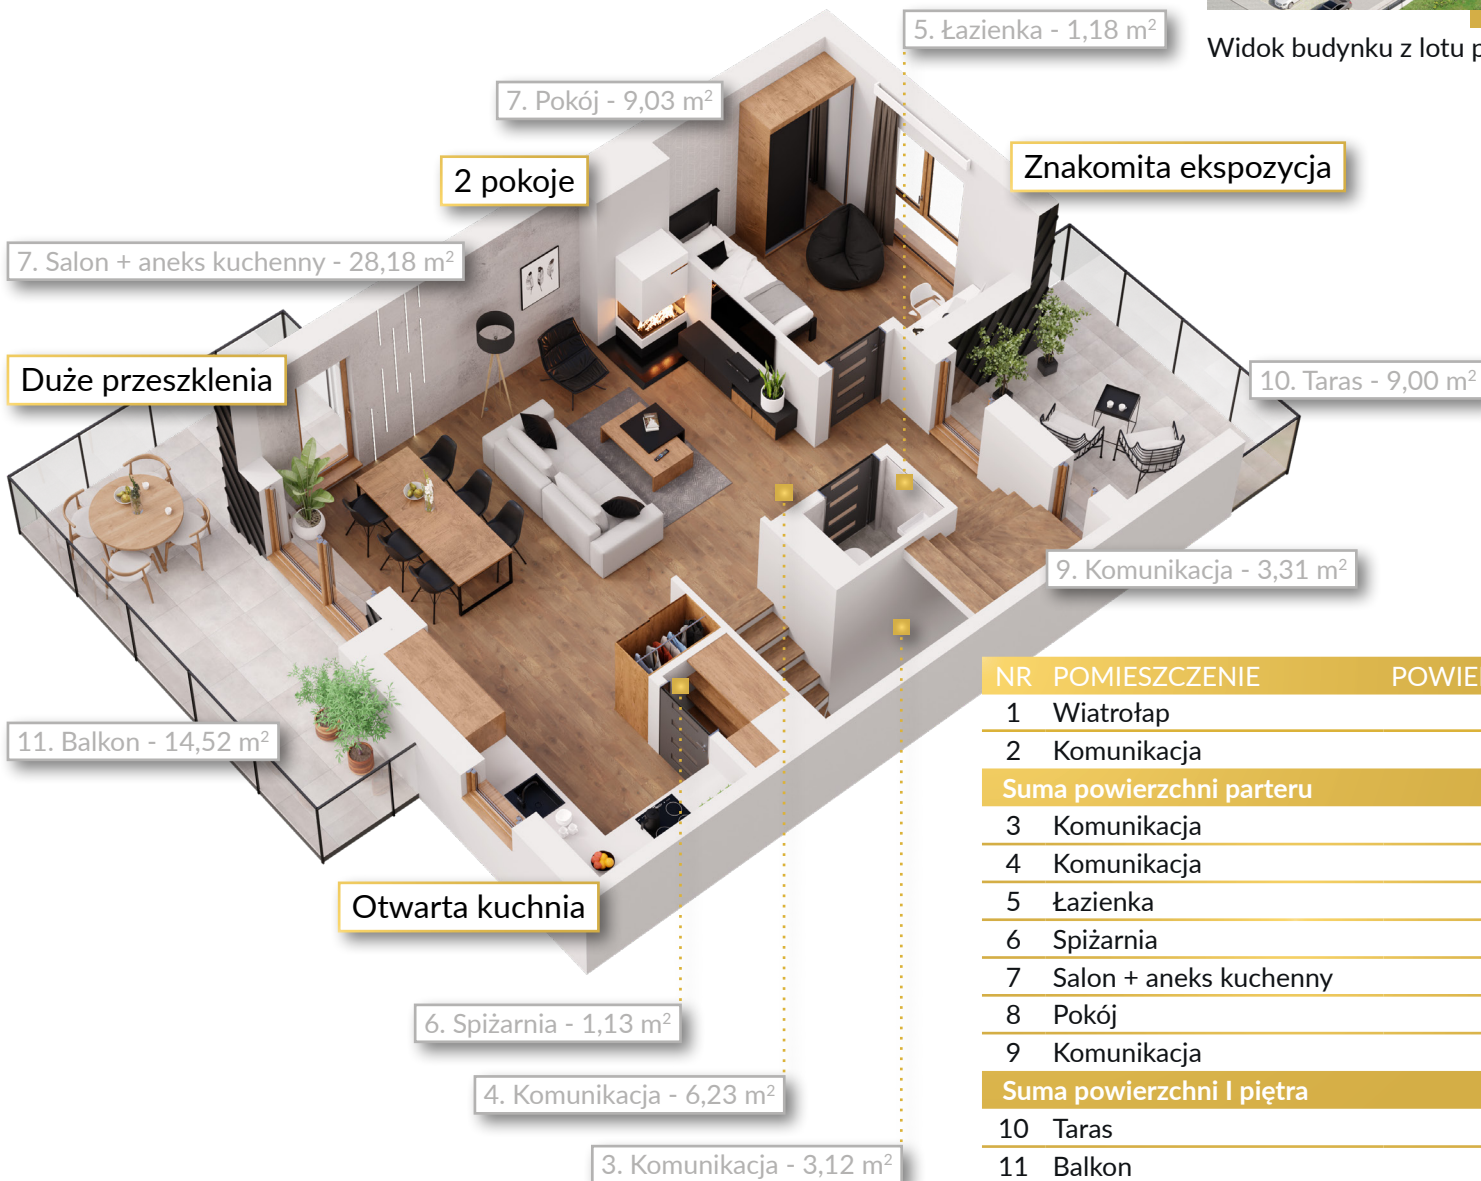 5. Łazienka - 1,18 m²
Widok budynku z lotu
7. Pokój - 9,03 m²
2 pokoje
Znakomita ekspozycja
7. Salon + aneks kuchenny - 28,18 m²
Duże przeszklenia
10. Taras - 9,00 m²
9. Komunikacja - 3,31 m²
11. Balkon - 14,52 m²
Otwarta kuchnia
6. Spiżarnia - 1,13 m²
4. Komunikacja - 6,23 m²
3. Komunikacja - 3,12 m²
NR POMIESZCZENIE
1 Wiatrołap
2 Komunikacja
Suma powierzchni parteru
3 Komunikacja
4 Komunikacja
5 Łazienka
6 Spiżarnia
7 Salon + aneks kuchenny
8 Pokój
9 Komunikacja
Suma powierzchni I piętra
10 Taras
11 Balkon